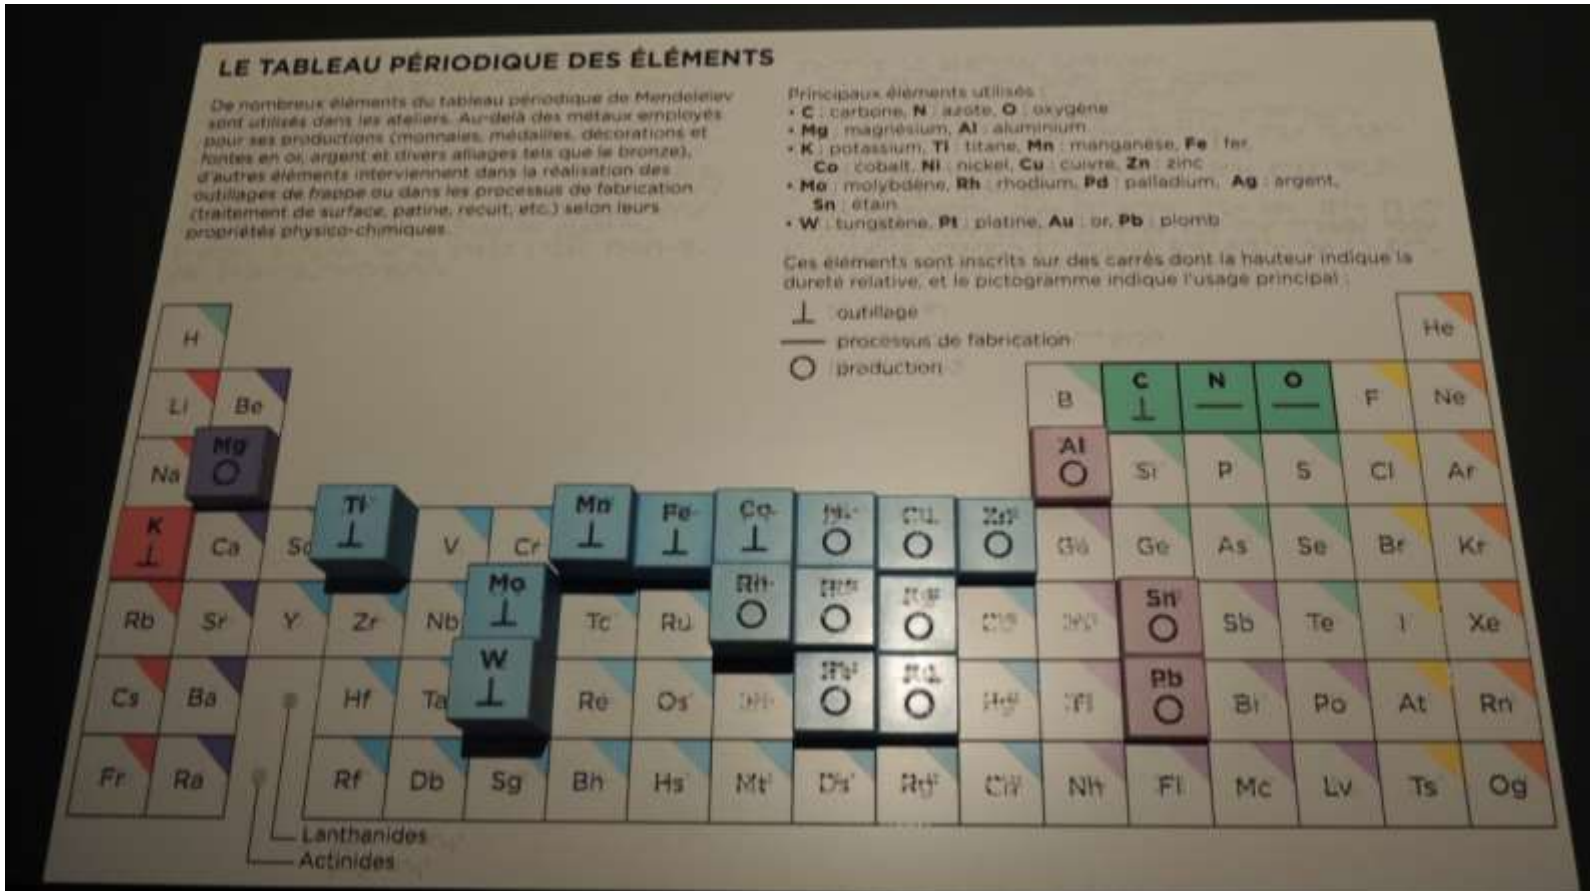 LE TABLEAU PÉRIODIQUE DES ÉLÉMENTS
De nombreux éléments du tableau périodique de Mendeleïev
sont utilisés dans les ateliers. Au-delà des métaux employés
pour ses productions (monnaies, médailles, décorations et
fontes en or, argent et divers alliages tels que le bronze),
d'autres éléments interviennent dans la réalisation des
outillages de frappe ou dans les processus de fabrication
(traitement de surface, patine, recuit, etc.) selon leurs
propriétés physico-chimiques.
Principaux éléments utilisés :
• C : carbone, N : azote, O : oxygène
• Mg : magnésium, Al : aluminium
• K : potassium, Ti : titane, Mn : manganèse, Fe : fer,
Co : cobalt, Ni : nickel, Cu : cuivre, Zn : zinc
• Mo : molybdène, Rh : rhodium, Pd : palladium, Ag : argent,
Sn : étain
• W : tungstène, Pt : platine, Au : or, Pb : plomb
Ces éléments sont inscrits sur des carrés dont la hauteur indique la
dureté relative, et le pictogramme indique l'usage principal :
outillage
processus de fabrication
production
H He
Li Be B C N O F Ne
Na Mg Al Si P S Cl Ar
K Ca Sc Ti V Cr Mn Fe Co Ni Cu Zn Ga Ge As Se Br Kr
Rb Sr Y Zr Nb Mo Tc Ru Rh Sn Sb Te I Xe
Cs Ba Hf Ta W Re Os Hg Tl Pb Bi Po At Rn
Fr Ra Rf Db Sg Bh Hs Mt Ds Rg Cn Nh Fl Mc Lv Ts Og
Lanthanides
Actinides